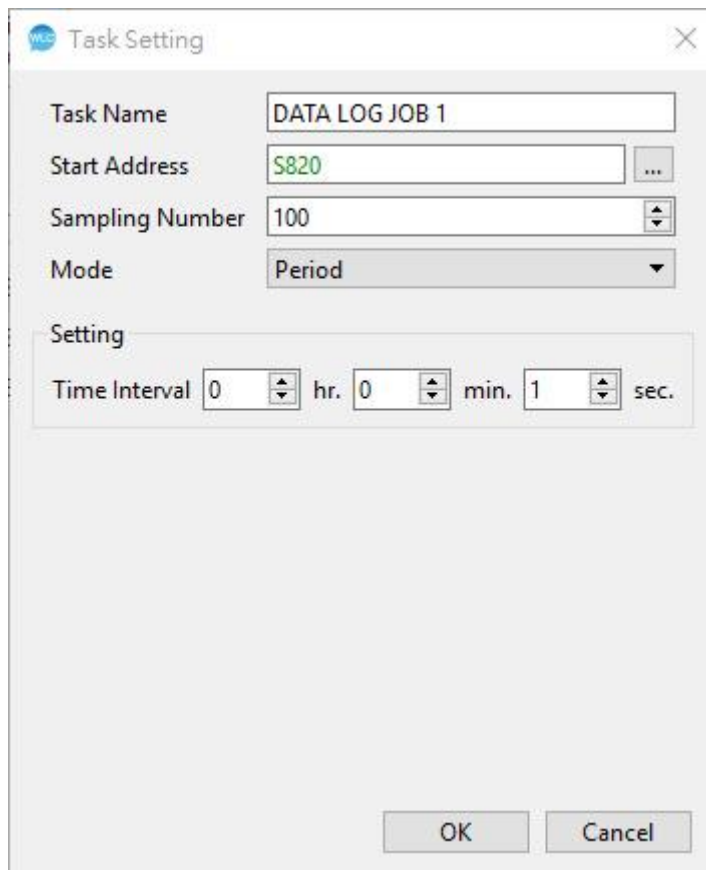 WLC Task Setting
Task Name DATA LOG JOB 1
Start Address S820 ...
Sampling Number 100
Mode Period
Setting
Time Interval 0 hr. 0 min. 1 sec.
OK Cancel